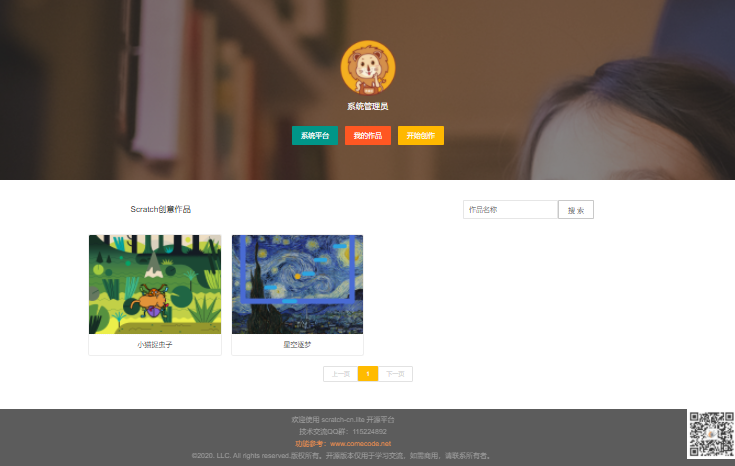 系统管理员
系统平台 我的作品 开始创作
Scratch创意作品 作品名称 搜 索
小猫捉虫子 星空逐梦
上一页 1 下一页
欢迎使用 scratch-cn.lite 开源平台
技术交流QQ群：115224892
功能参考：www.comecode.net
©2020. LLC. All rights reserved.版权所有。开源版本仅用于学习交流，如需商用，请联系所有者。